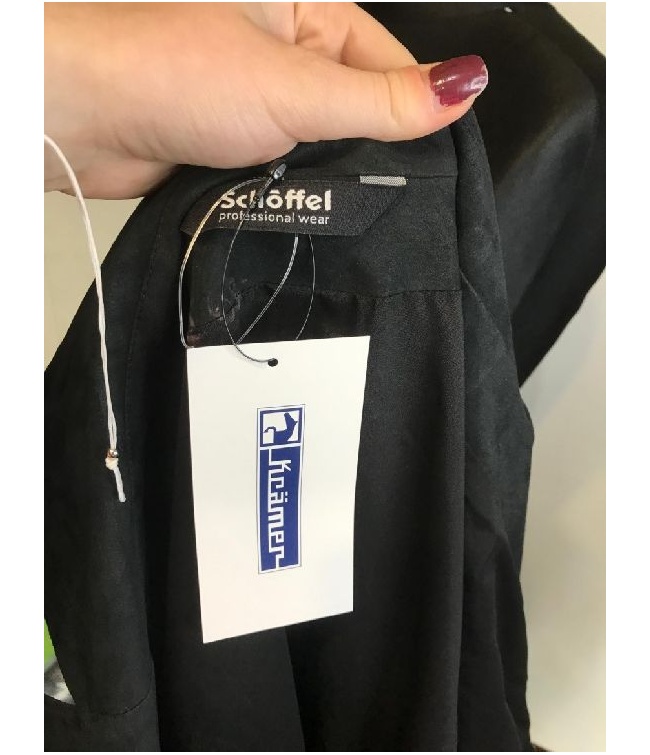 Schöffel
professional wear
Krämer